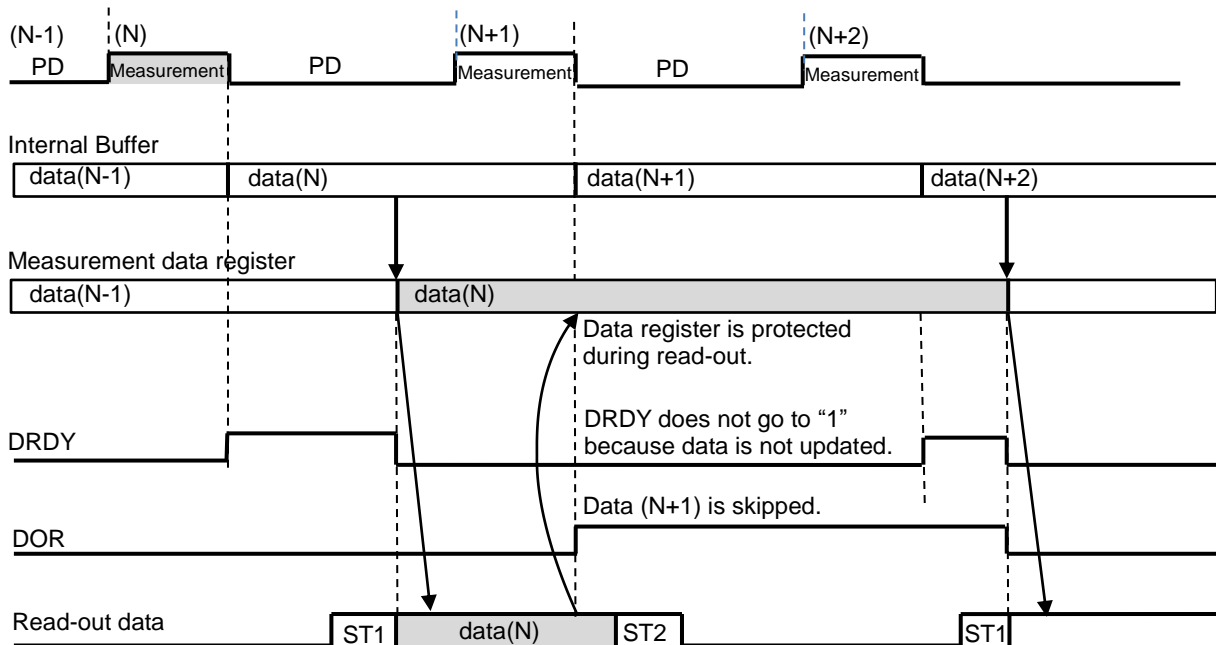 (N-1) (N) (N+1) (N+2)
PD Measurement PD Measurement PD Measurement
Internal Buffer
data(N-1) data(N) data(N+1) data(N+2)
Measurement data register
data(N-1) data(N)
Data register is protected
during read-out.
DRDY does not go to “1”
DRDY because data is not updated.
Data (N+1) is skipped.
DOR
Read-out data ST1 data(N) ST2 ST1